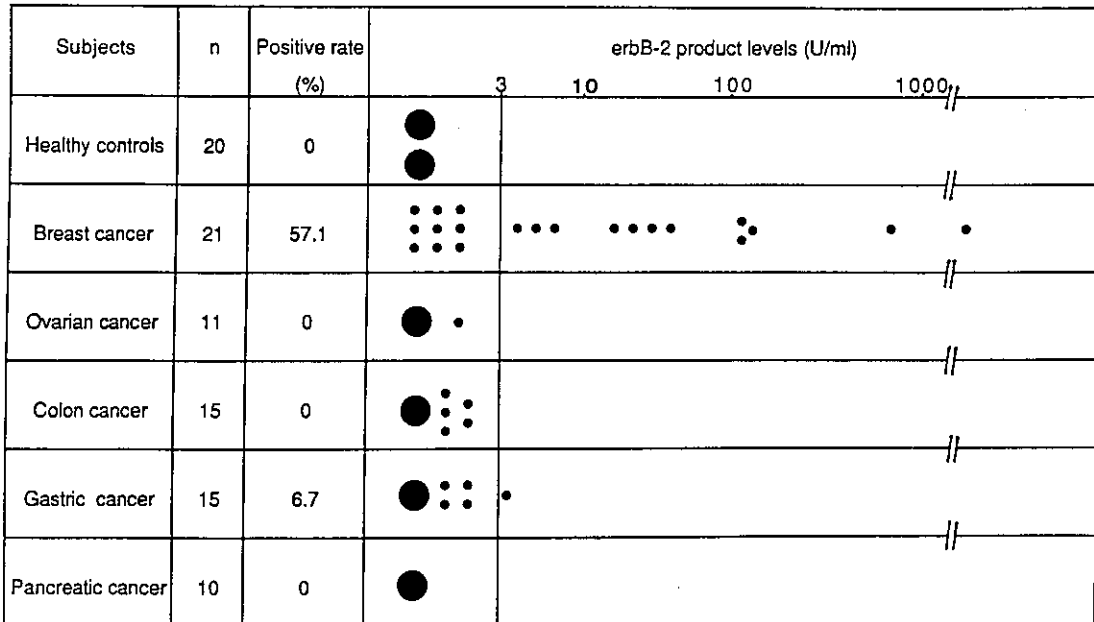 Subjects n Positive rate (%) erbB-2 product levels (U/ml)
3 10 100 1000
Healthy controls 20 0
Breast cancer 21 57.1
Ovarian cancer 11 0
Colon cancer 15 0
Gastric cancer 15 6.7
Pancreatic cancer 10 0